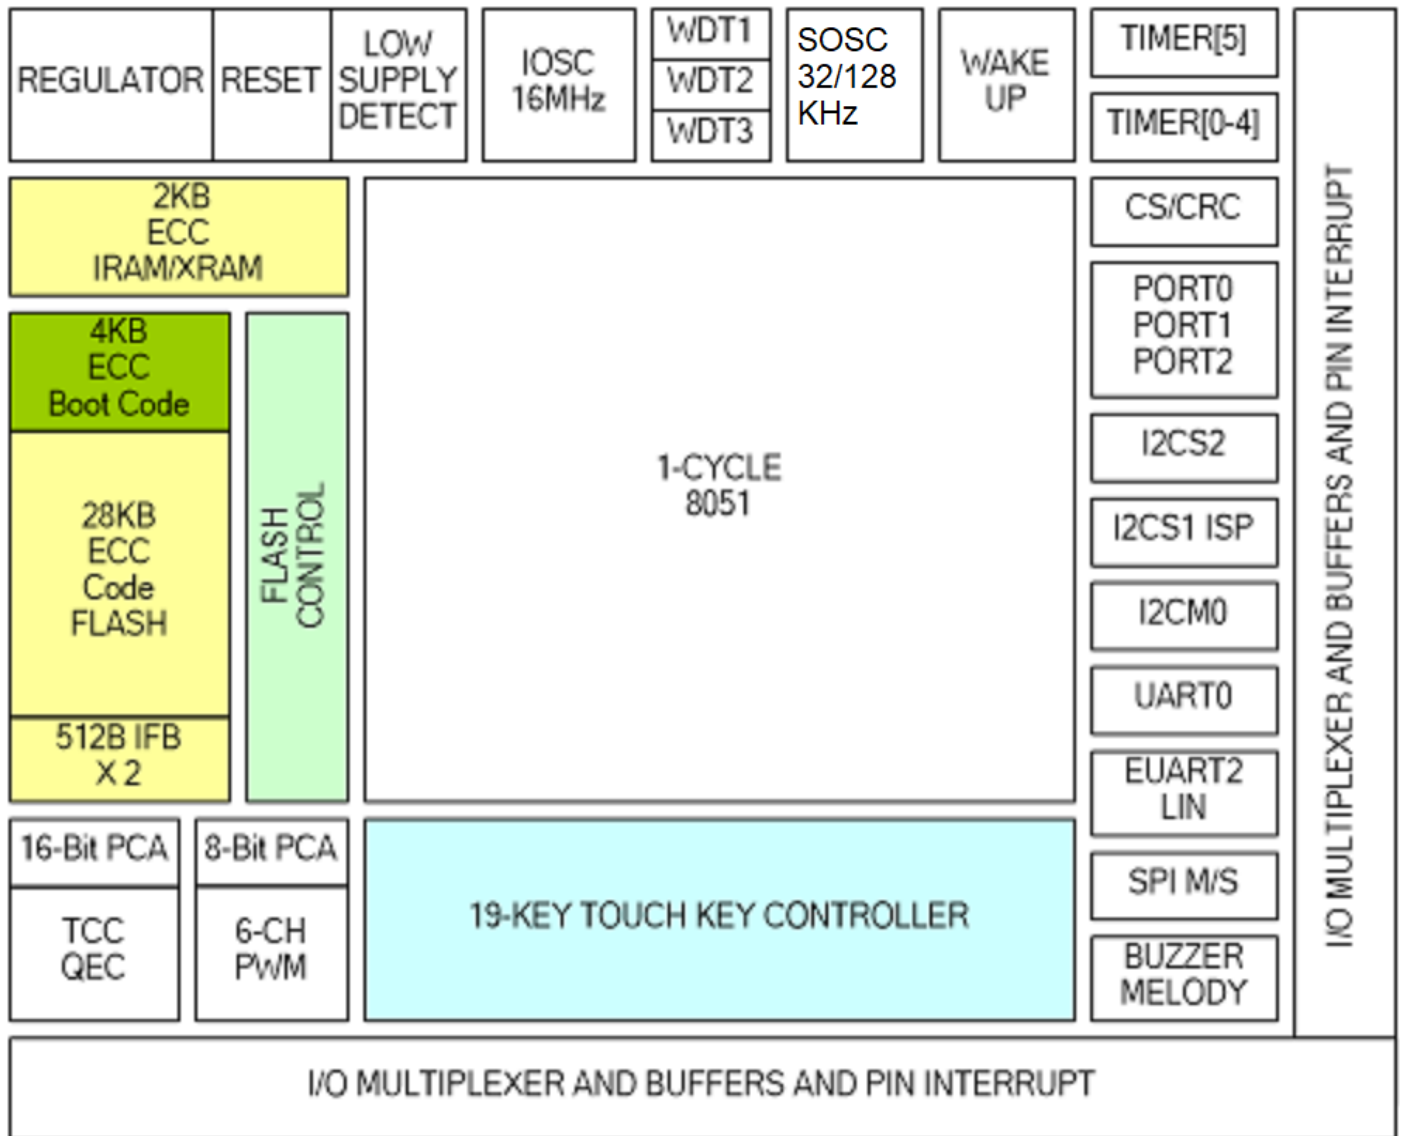 REGULATOR
RESET
LOW
SUPPLY
DETECT
IOSC
16MHz
WDT1
WDT2
WDT3
SOSC
32/128
KHz
WAKE
UP
TIMER[5]
TIMER[0-4]
2KB
ECC
IRAM/XRAM
4KB
ECC
Boot Code
28KB
ECC
Code
FLASH
512B IFB
X 2
FLASH
CONTROL
1-CYCLE
8051
CS/CRC
PORT0
PORT1
PORT2
I2CS2
I2CS1 ISP
I2CM0
UART0
EUART2
LIN
SPI M/S
BUZZER
MELODY
I/O MULTIPLEXER AND BUFFERS AND PIN INTERRUPT
16-Bit PCA
TCC
QEC
8-Bit PCA
6-CH
PWM
19-KEY TOUCH KEY CONTROLLER
I/O MULTIPLEXER AND BUFFERS AND PIN INTERRUPT